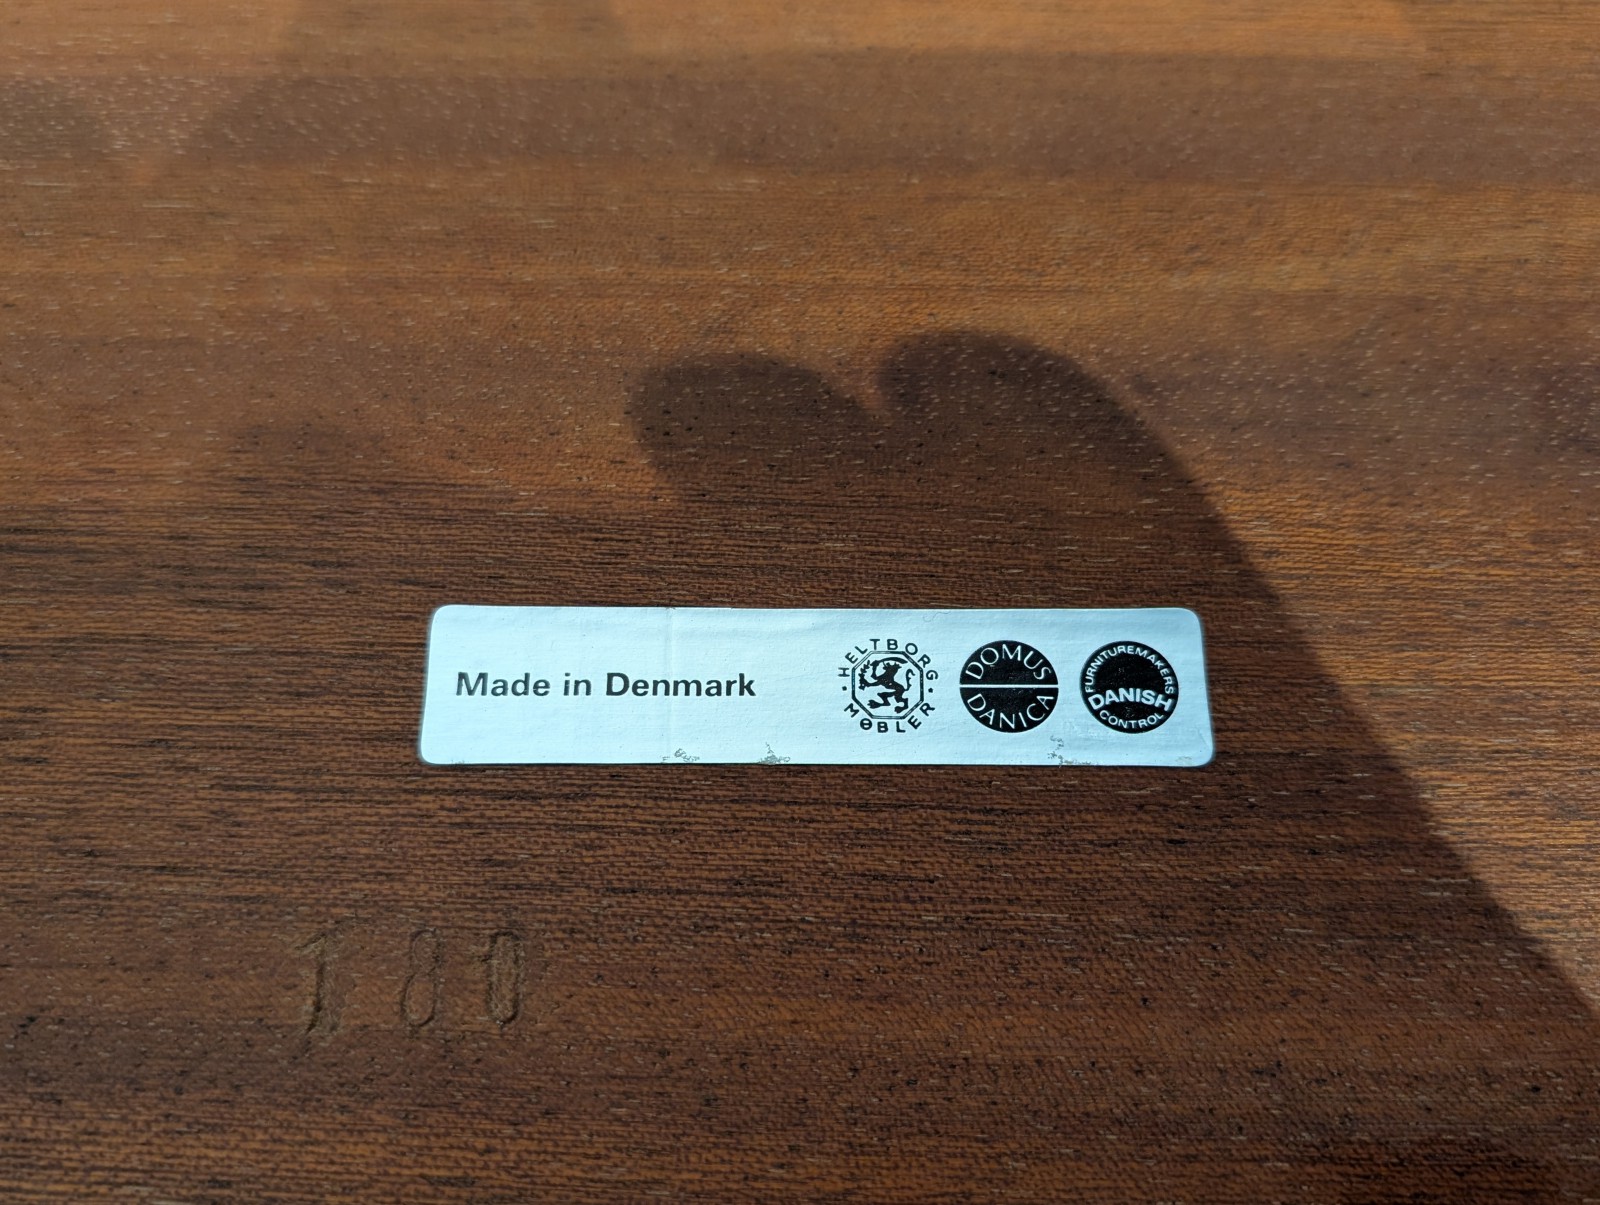 Made in Denmark
HELTBORG
MØBLER
DOMUS
DANICA
FURNITUREMAKERS
DANISH
CONTROL
180